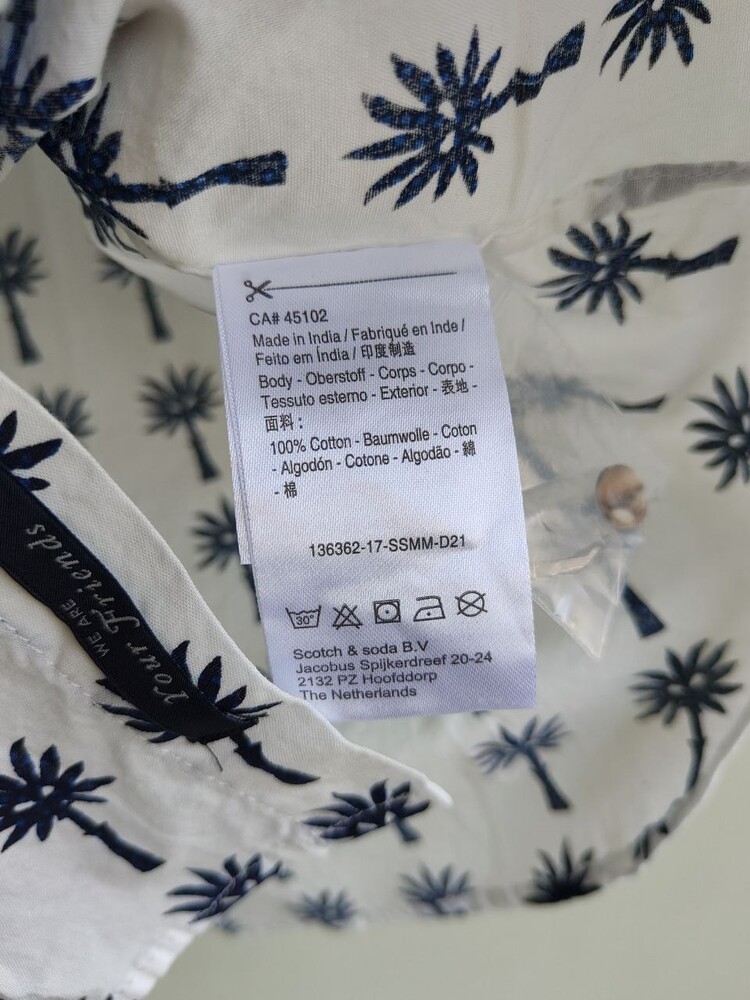 CA# 45102
Made in India / Fabriqué en Inde /
Feito em Índia / 印度制造
Body - Oberstoff - Corps - Corpo -
Tessuto esterno - Exterior - 表地 -
面料：
100% Cotton - Baumwolle - Coton
- Algodón - Cotone - Algodão - 綿
- 棉
136362-17-SSMM-D21
30°
Scotch & soda B.V
Jacobus Spijkerdreef 20-24
2132 PZ Hoofddorp
The Netherlands
WE ARE
Your Friends